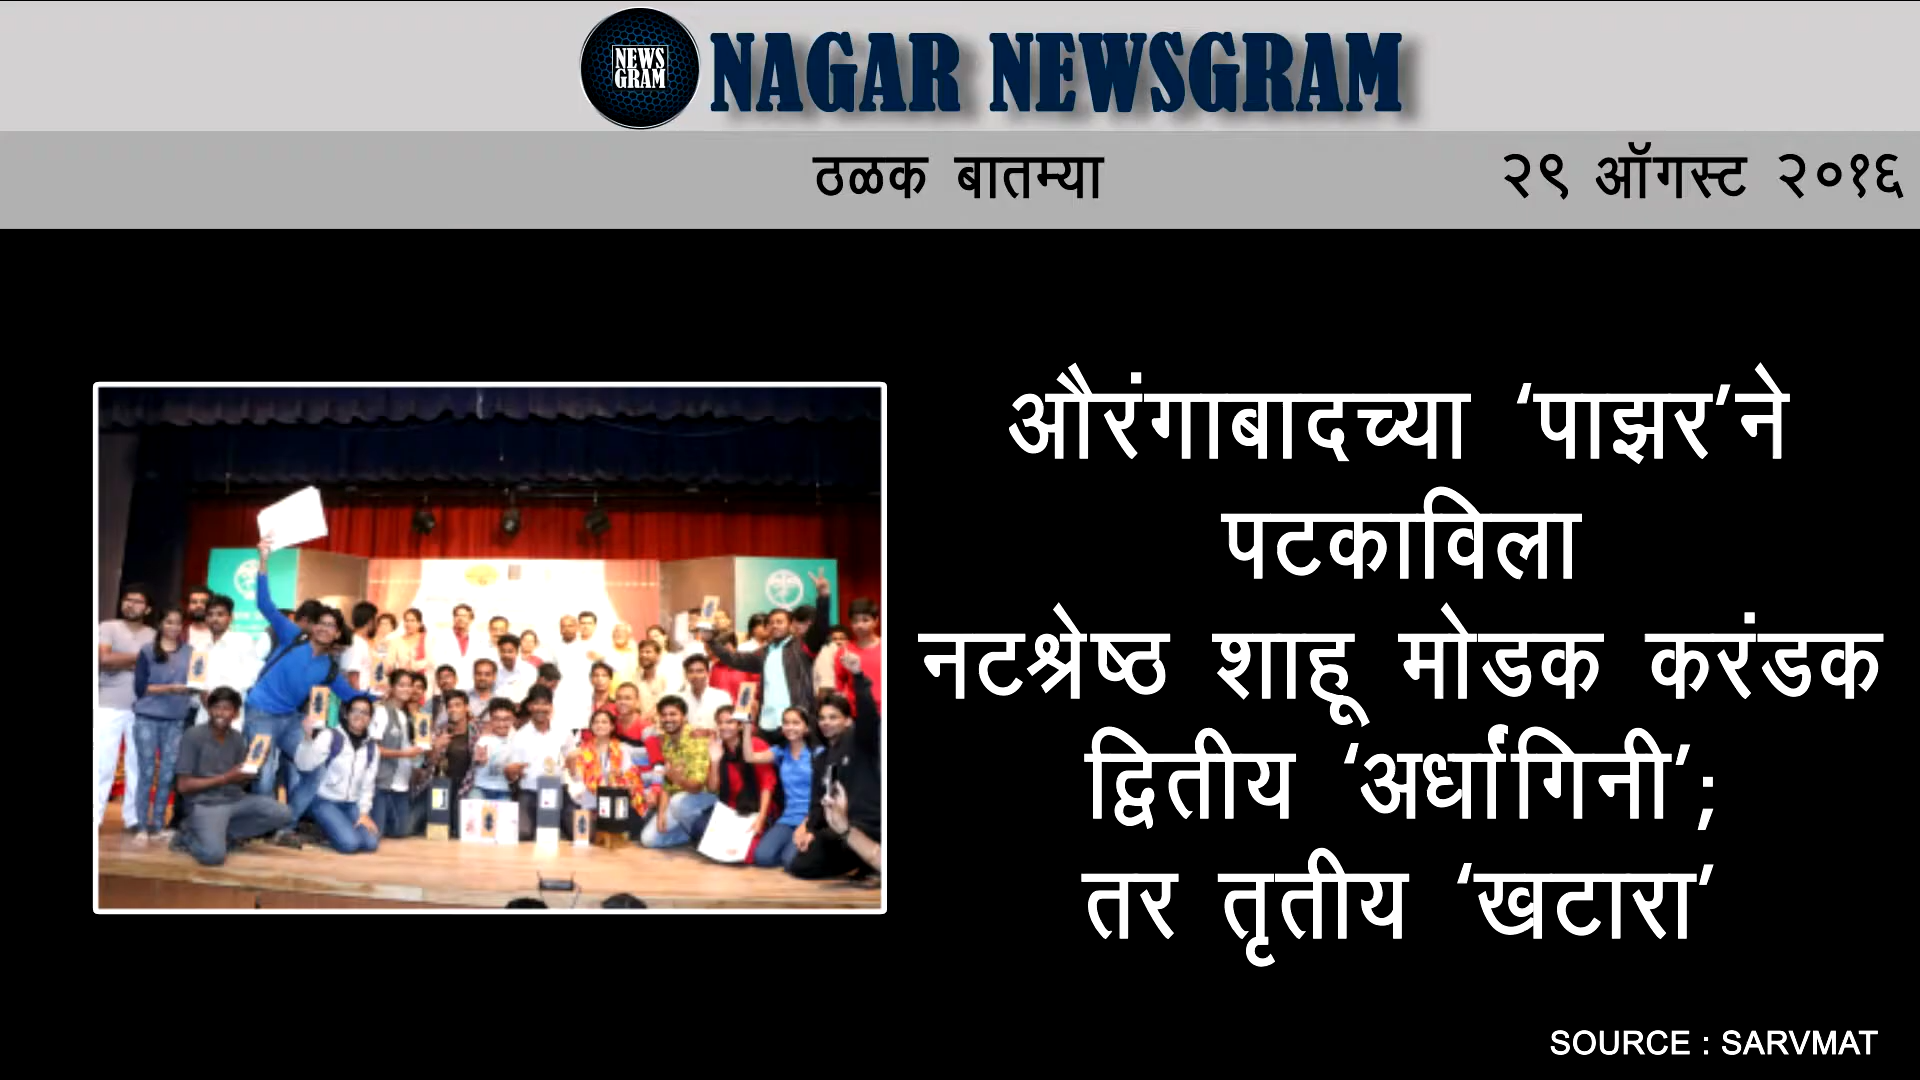 NEWS
GRAM
NAGAR NEWSGRAM
ठळक बातम्या
२९ ऑगस्ट २०१६
औरंगाबादच्या ‘पाझर’ने
पटकाविला
नटश्रेष्ठ शाहू मोडक करंडक
द्वितीय ‘अर्धांगिनी’;
तर तृतीय ‘खटारा’
SOURCE : SARVMAT